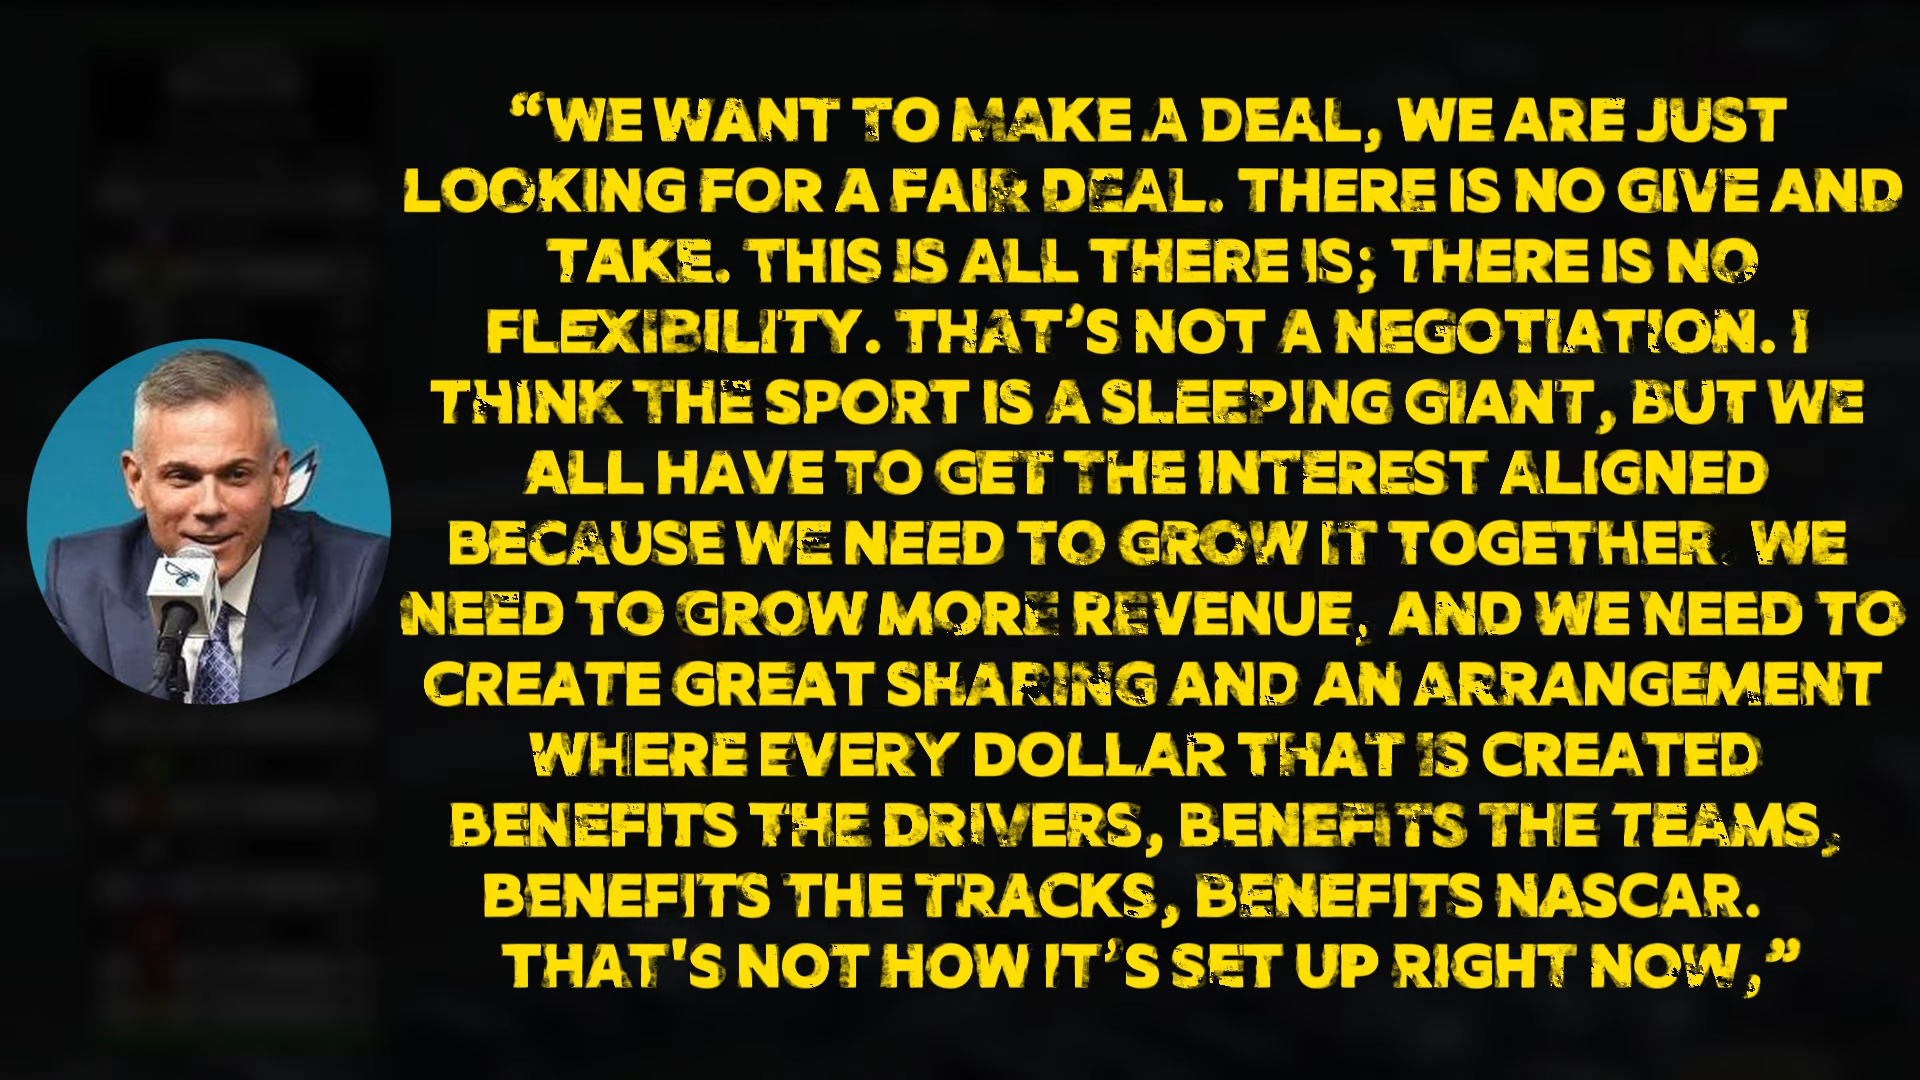 “WE WANT TO MAKE A DEAL, WE ARE JUST
LOOKING FOR A FAIR DEAL. THERE IS NO GIVE AND
TAKE. THIS IS ALL THERE IS; THERE IS NO
FLEXIBILITY. THAT’S NOT A NEGOTIATION. I
THINK THE SPORT IS A SLEEPING GIANT, BUT WE
ALL HAVE TO GET THE INTEREST ALIGNED
BECAUSE WE NEED TO GROW IT TOGETHER. WE
NEED TO GROW MORE REVENUE, AND WE NEED TO
CREATE GREAT SHARING AND AN ARRANGEMENT
WHERE EVERY DOLLAR THAT IS CREATED
BENEFITS THE DRIVERS, BENEFITS THE TEAMS,
BENEFITS THE TRACKS, BENEFITS NASCAR.
THAT'S NOT HOW IT’S SET UP RIGHT NOW,”